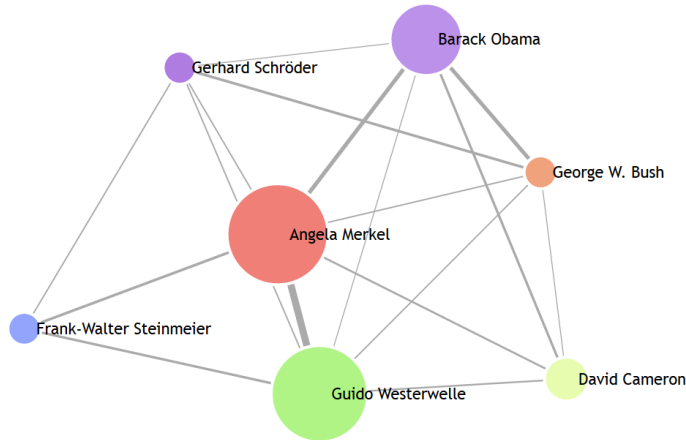 Barack Obama
Gerhard Schröder
George W. Bush
Angela Merkel
Frank-Walter Steinmeier
David Cameron
Guido Westerwelle